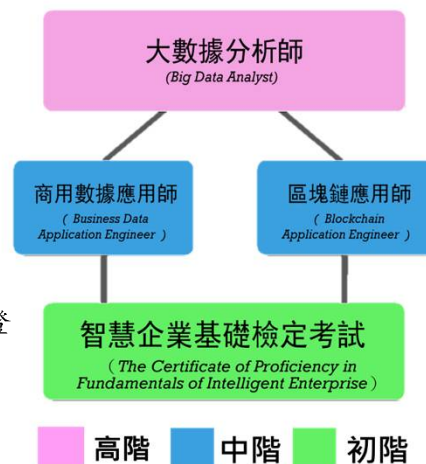 大數據分析師
(Big Data Analyst)
商用數據應用師
( Business Data
Application Engineer )
區塊鏈應用師
( Blockchain
Application Engineer )
智慧企業基礎檢定考試
（The Certificate of Proficiency in
Fundamentals of Intelligent Enterprise）
高階 中階 初階